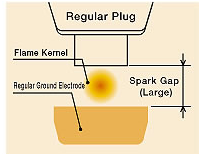 Regular Plug
Flame Kernel
Regular Ground Electrode
Spark Gap
(Large)